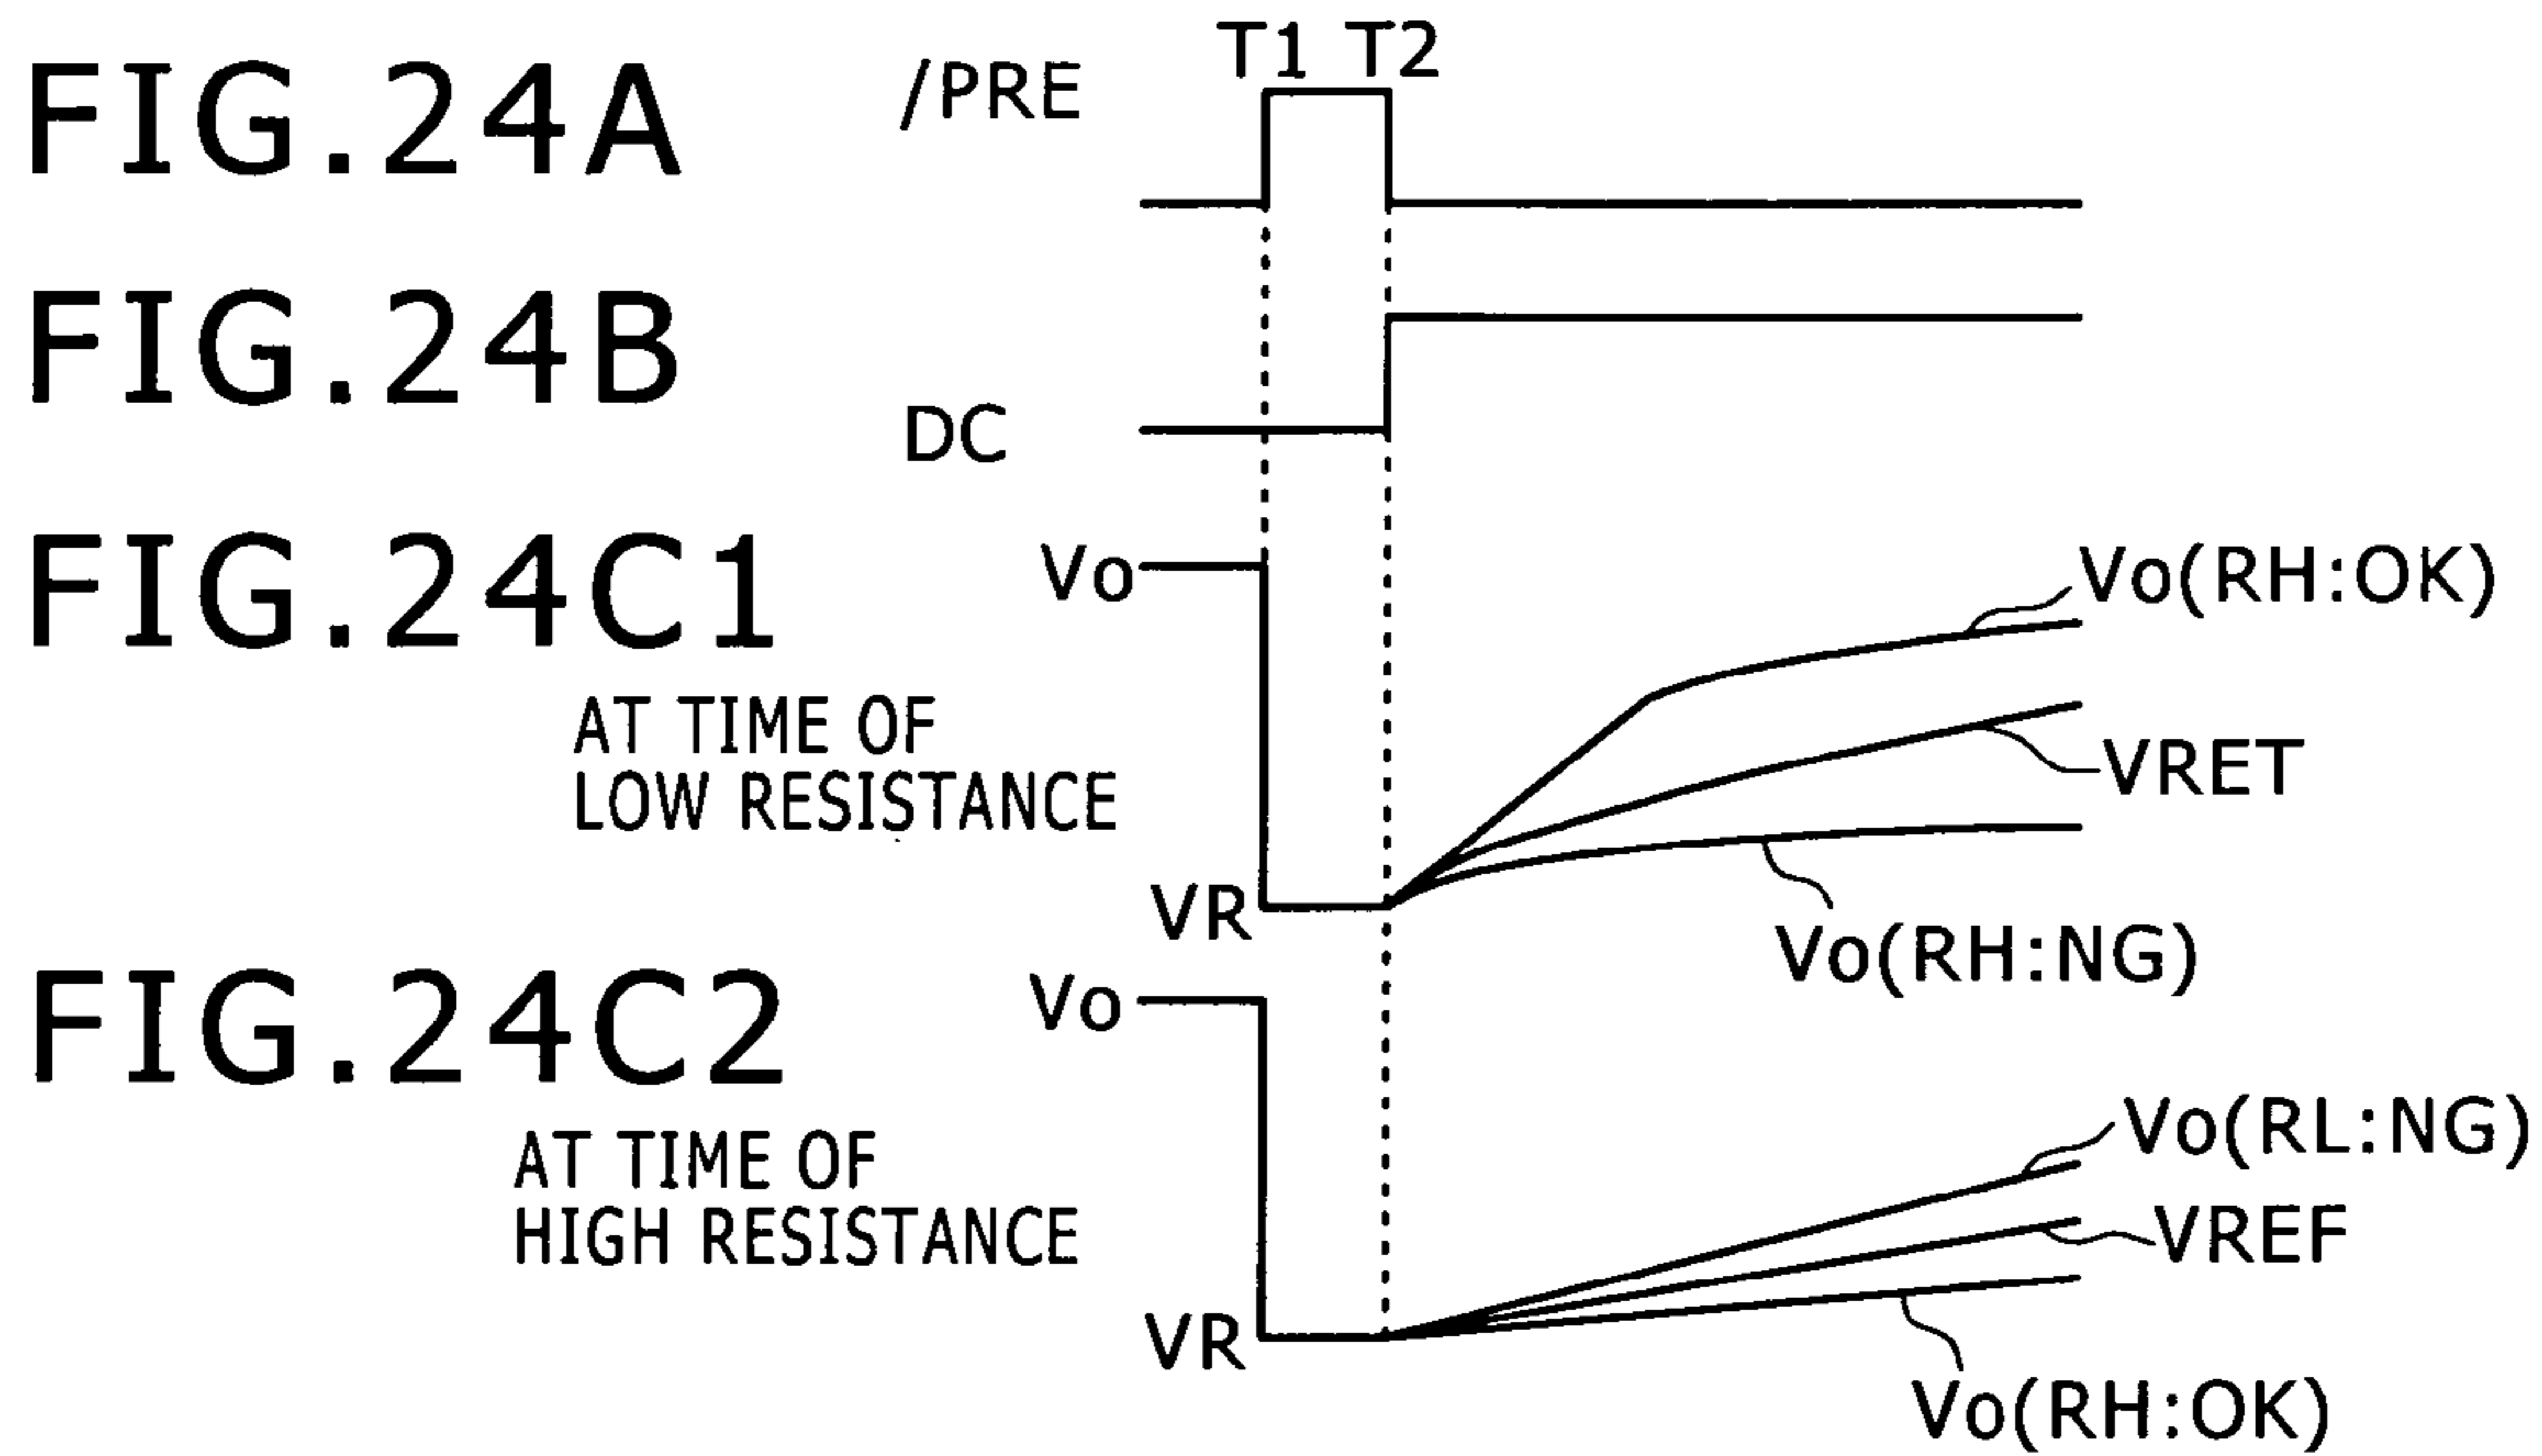 T1 T2
FIG.24A
/PRE
FIG.24B
DC
FIG.24C1
Vo
Vo(RH:OK)
AT TIME OF
LOW RESISTANCE
VRET
VR
Vo(RH:NG)
FIG.24C2
Vo
AT TIME OF
HIGH RESISTANCE
Vo(RL:NG)
VREF
VR
Vo(RH:OK)